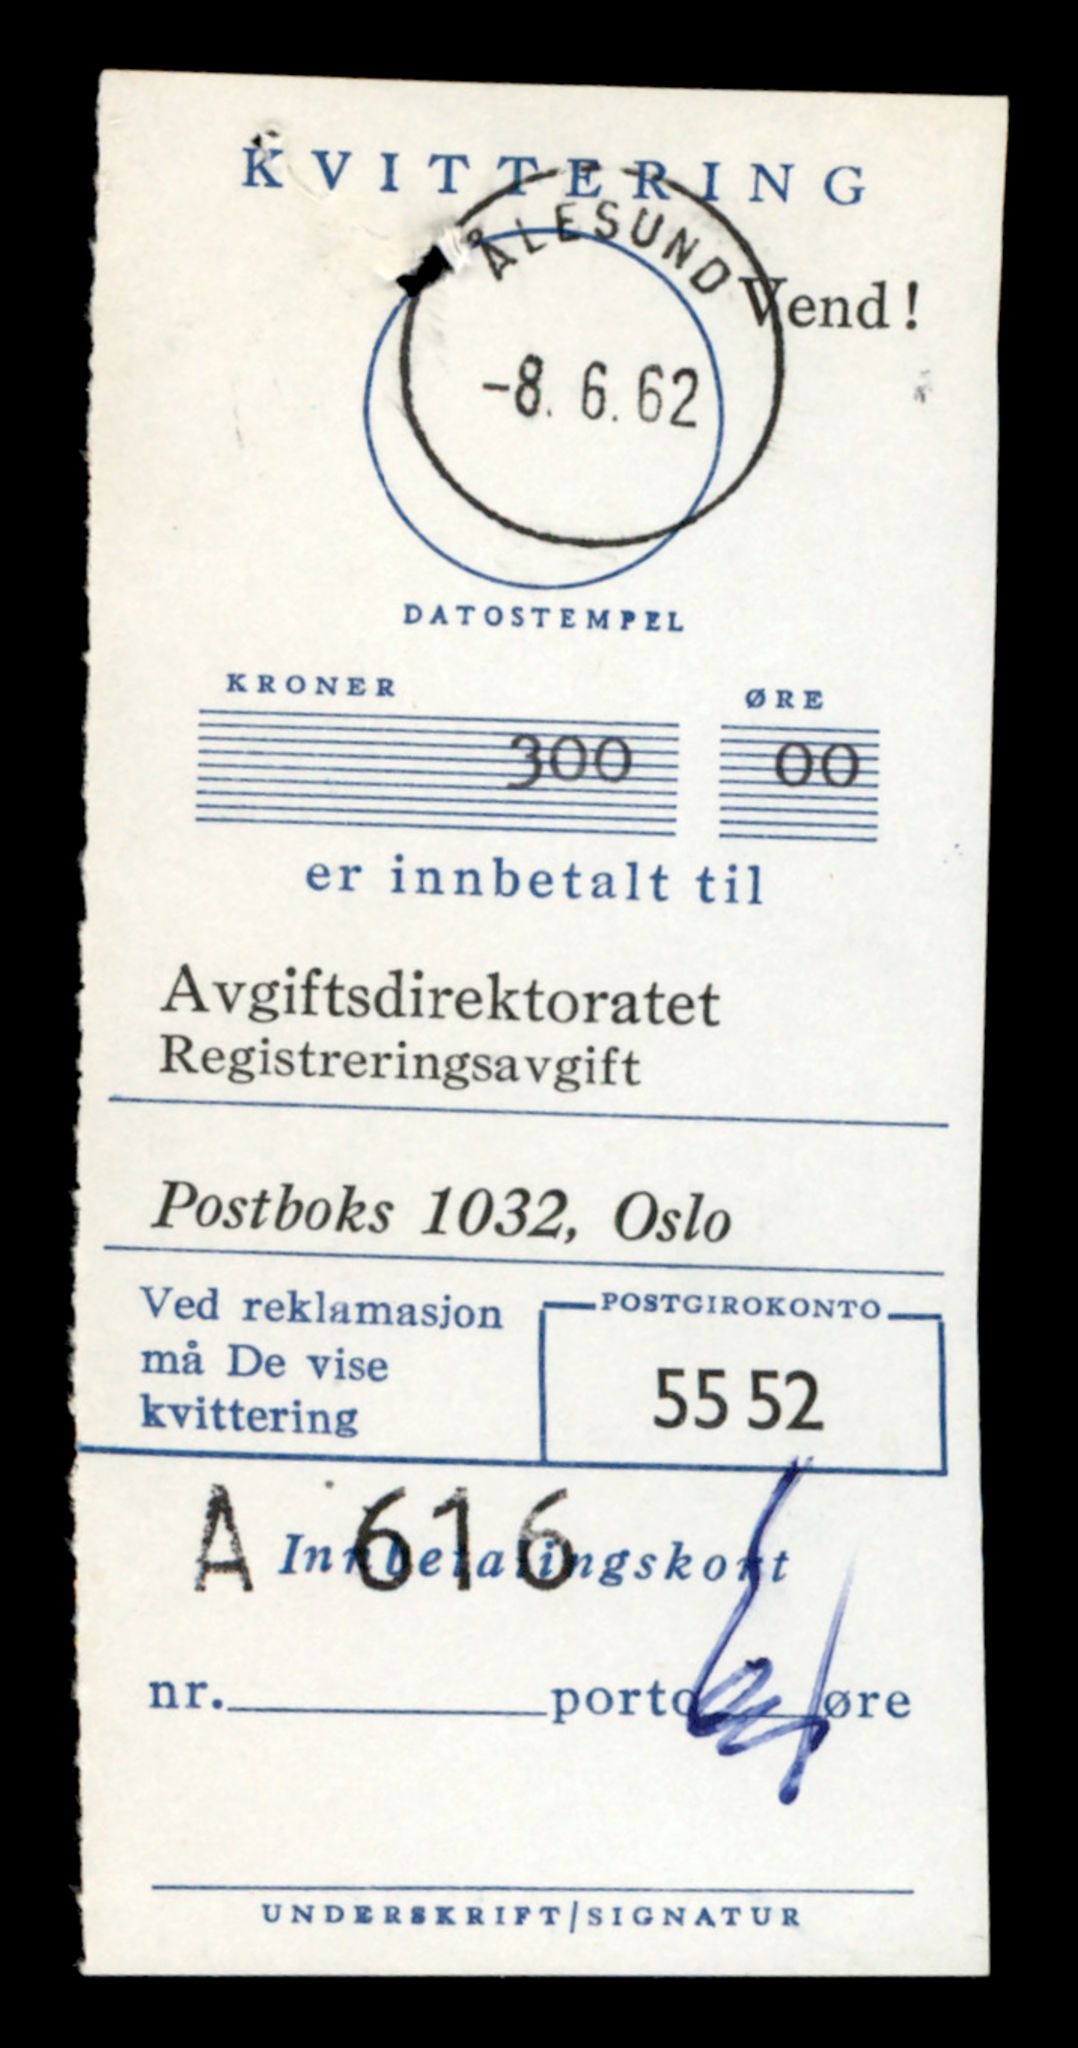 KVITTERING
ÅLESUND
Vend!
-8. 6. 62
DATOSTEMPEL
KRONER ØRE
300 00
er innbetalt til
Avgiftsdirektoratet
Registreringsavgift
Postboks 1032, Oslo
Ved reklamasjon
må De vise
kvittering
POSTGIROKONTO
55 52
A 616
Innbetalingskort
nr. porto øre
UNDERSKRIFT/SIGNATUR